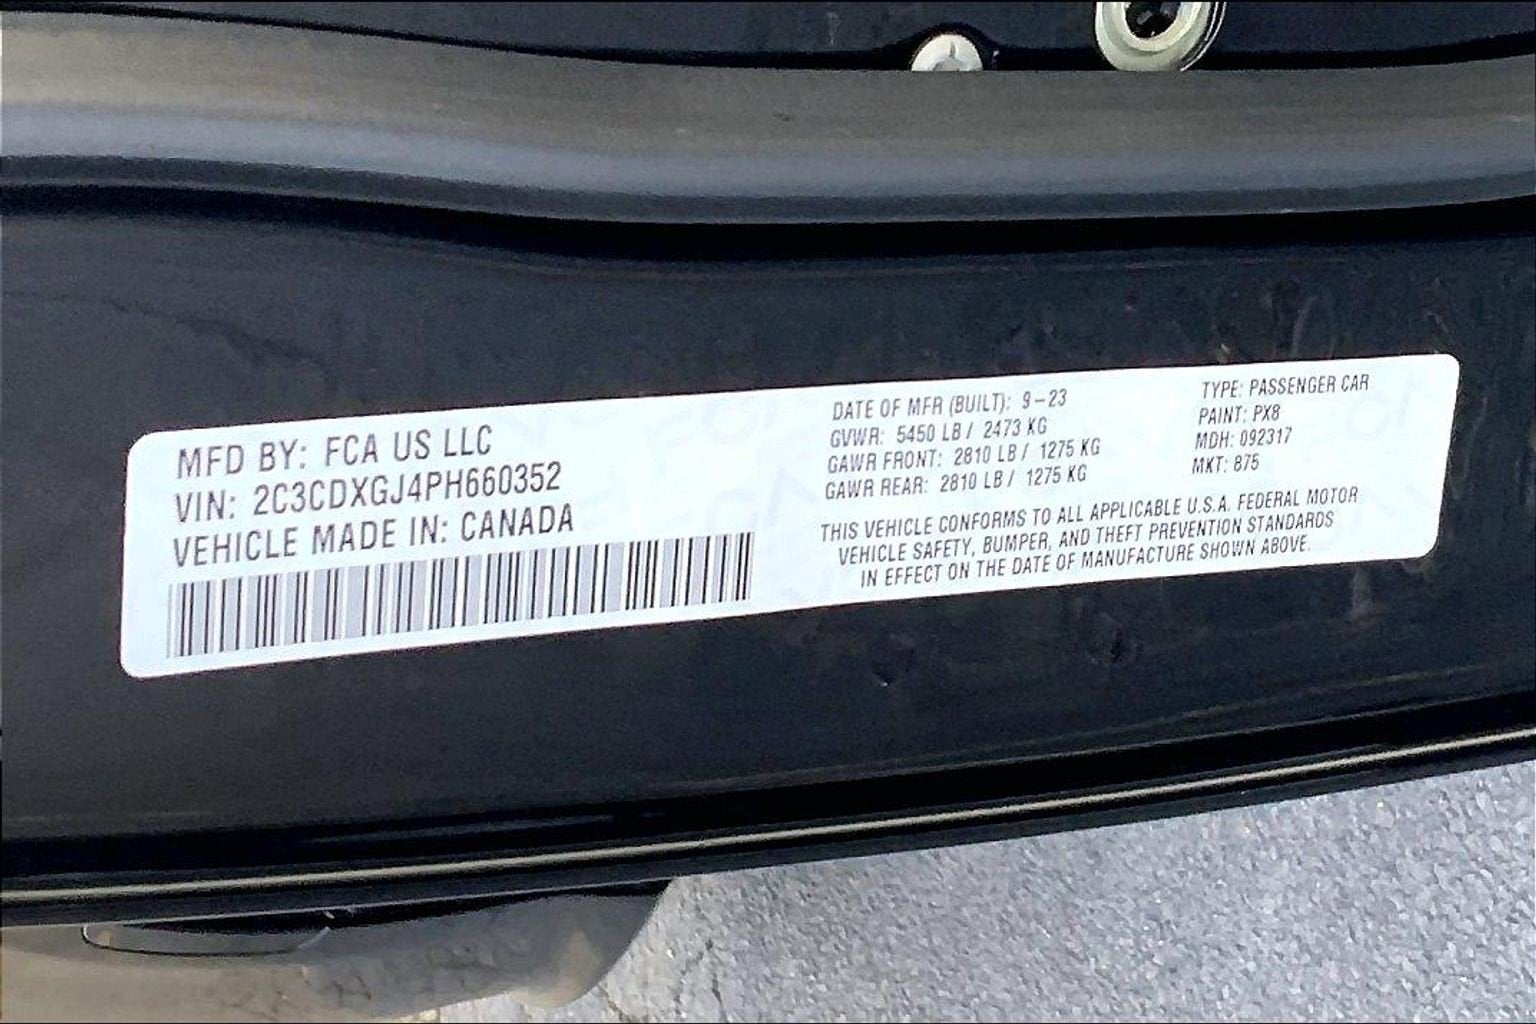 MFD BY: FCA US LLC
VIN: 2C3CDXGJ4PH660352
VEHICLE MADE IN: CANADA
DATE OF MFR (BUILT): 9-23
GVWR: 5450 LB / 2473 KG
GAWR FRONT: 2810 LB / 1275 KG
GAWR REAR: 2810 LB / 1275 KG
TYPE: PASSENGER CAR
PAINT: PX8
MDH: 092317
MKT: 875
THIS VEHICLE CONFORMS TO ALL APPLICABLE U.S.A. FEDERAL MOTOR
VEHICLE SAFETY, BUMPER, AND THEFT PREVENTION STANDARDS
IN EFFECT ON THE DATE OF MANUFACTURE SHOWN ABOVE.